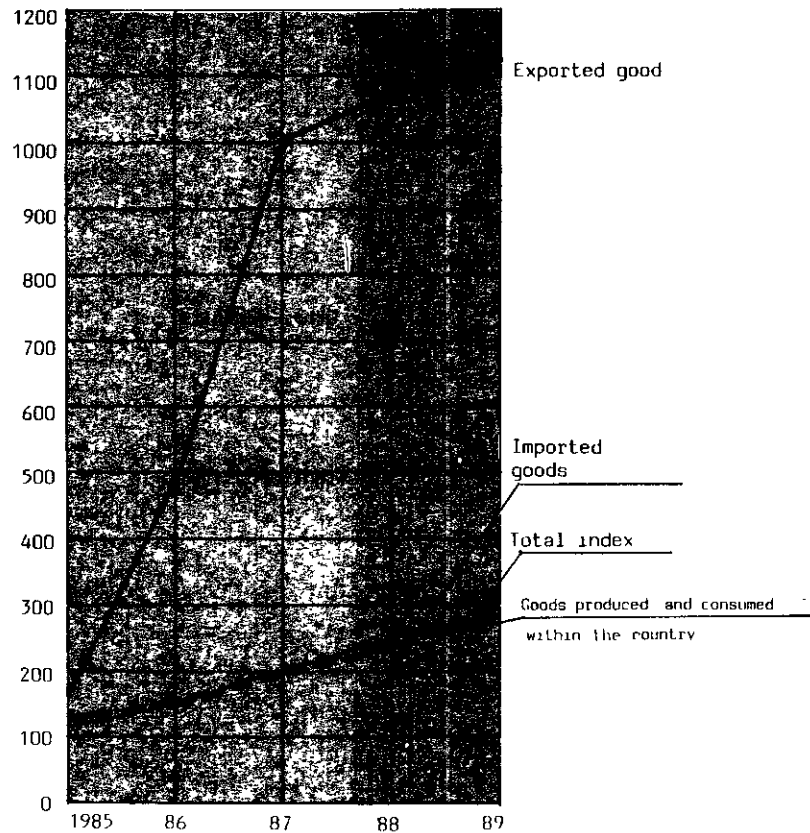 1200
1100
1000
900
800
700
600
500
400
300
200
100
0
Exported good
Imported
goods
Total index
Goods produced and consumed
within the rountry
1985 86 87 88 89